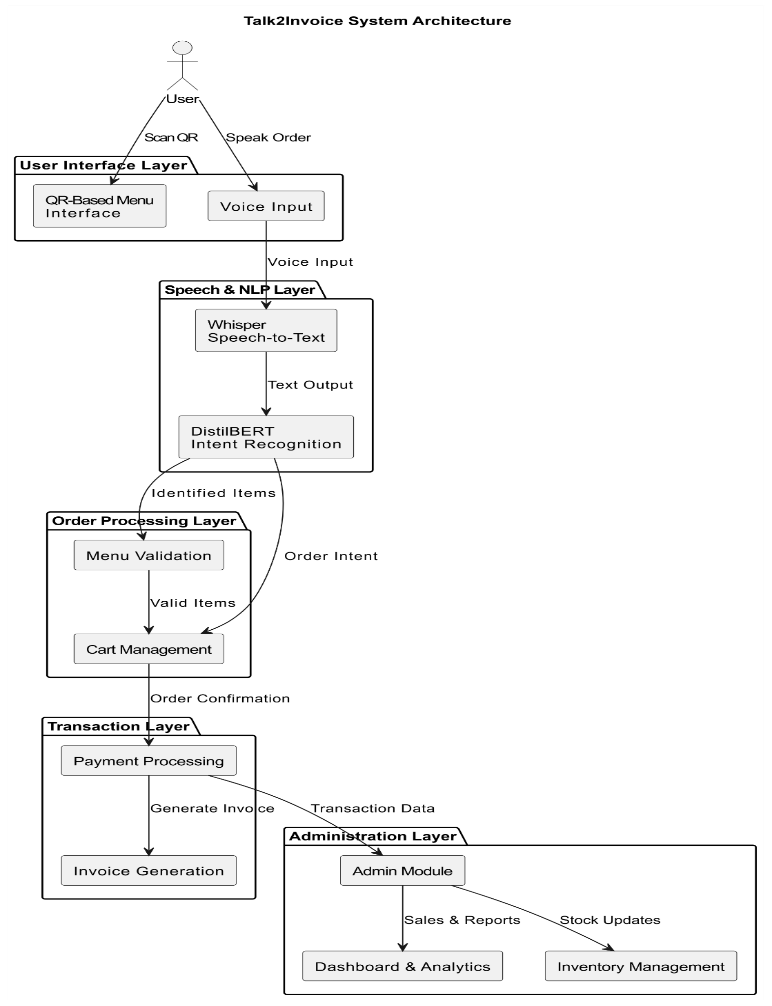 Talk2Invoice System Architecture
User
Scan QR
Speak Order
User Interface Layer
QR-Based Menu
Interface
Voice Input
Voice Input
Speech & NLP Layer
Whisper
Speech-to-Text
Text Output
DistilBERT
Intent Recognition
Identified Items
Order Processing Layer
Menu Validation
Order Intent
Valid Items
Cart Management
Order Confirmation
Transaction Layer
Payment Processing
Generate Invoice
Transaction Data
Administration Layer
Invoice Generation
Admin Module
Sales & Reports
Stock Updates
Dashboard & Analytics
Inventory Management